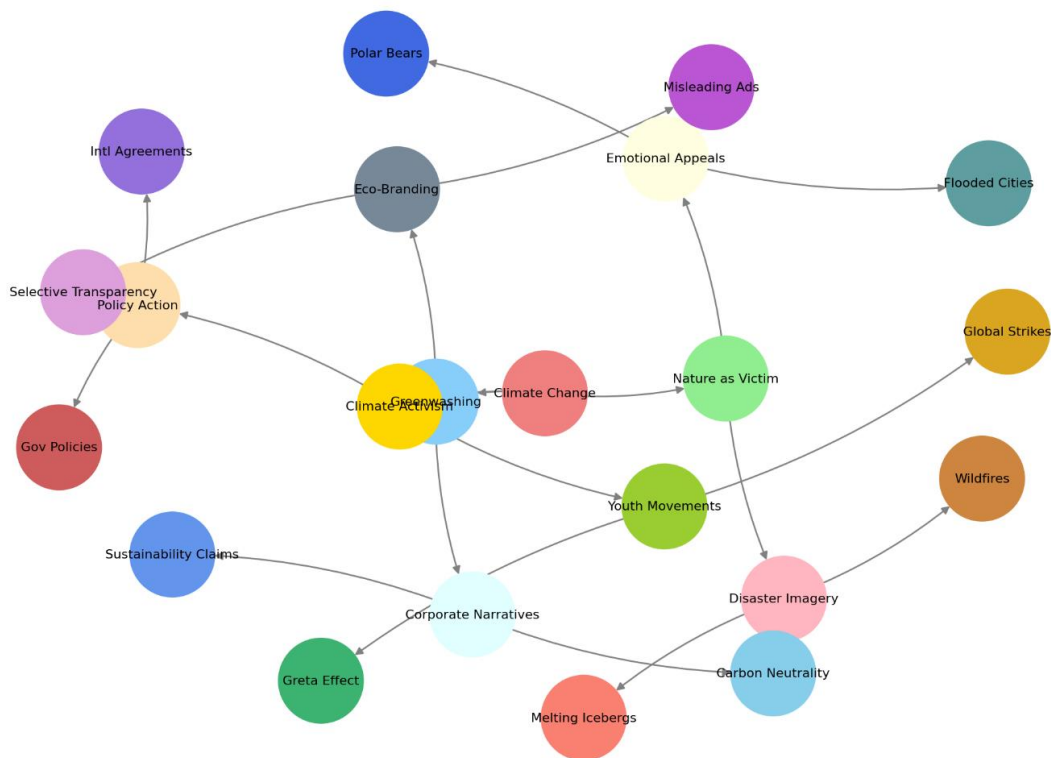 Polar Bears
Misleading Ads
Intl Agreements
Emotional Appeals
Eco-Branding
Flooded Cities
Selective Transparency
Policy Action
Global Strikes
Nature as Victim
Climate Change
Greenwashing
Climate Activism
Gov Policies
Wildfires
Youth Movements
Sustainability Claims
Disaster Imagery
Corporate Narratives
Carbon Neutrality
Greta Effect
Melting Icebergs